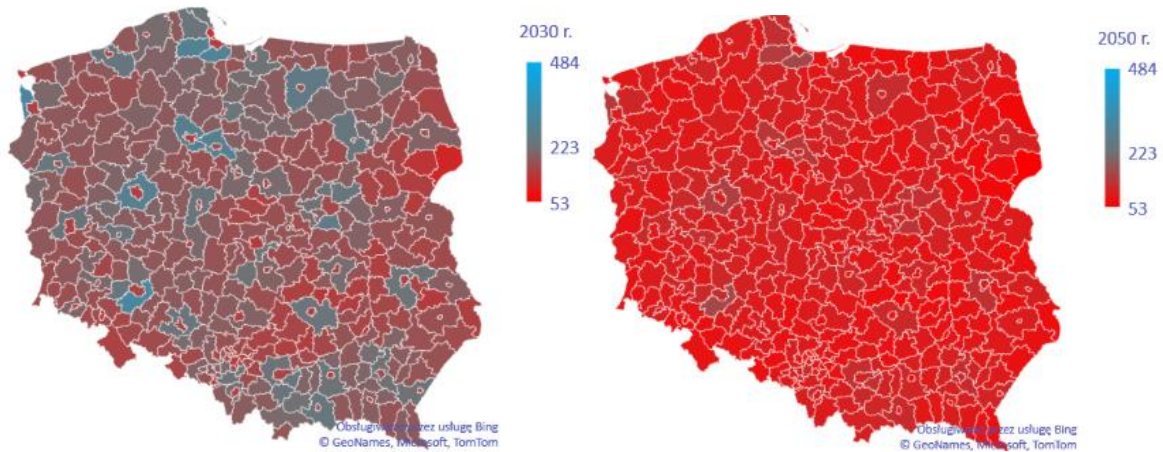 2030 r.
484
223
53
Obsługiwane przez usługę Bing
© GeoNames, Microsoft, TomTom
2050 r.
484
223
53
Obsługiwane przez usługę Bing
© GeoNames, Microsoft, TomTom